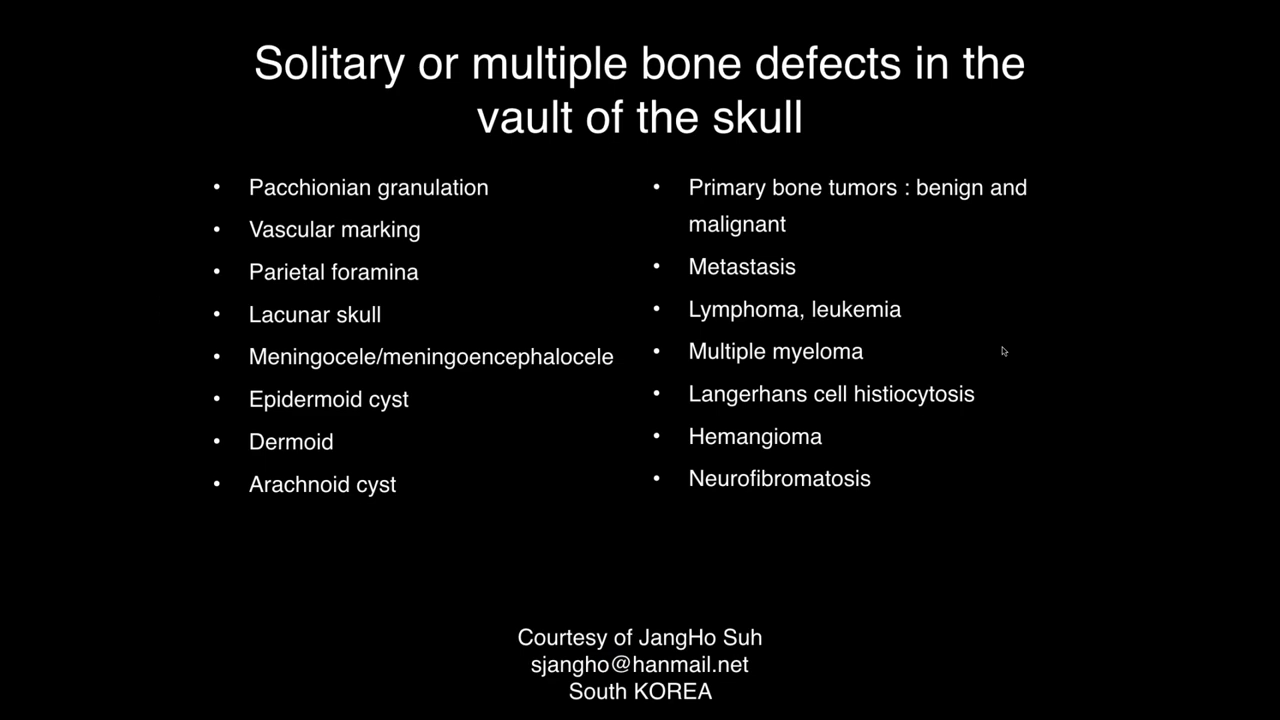 Solitary or multiple bone defects in the
vault of the skull
• Pacchionian granulation
• Vascular marking
• Parietal foramina
• Lacunar skull
• Meningocele/meningoencephalocele
• Epidermoid cyst
• Dermoid
• Arachnoid cyst
• Primary bone tumors : benign and
malignant
• Metastasis
• Lymphoma, leukemia
• Multiple myeloma
• Langerhans cell histiocytosis
• Hemangioma
• Neurofibromatosis
Courtesy of JangHo Suh
sjangho@hanmail.net
South KOREA